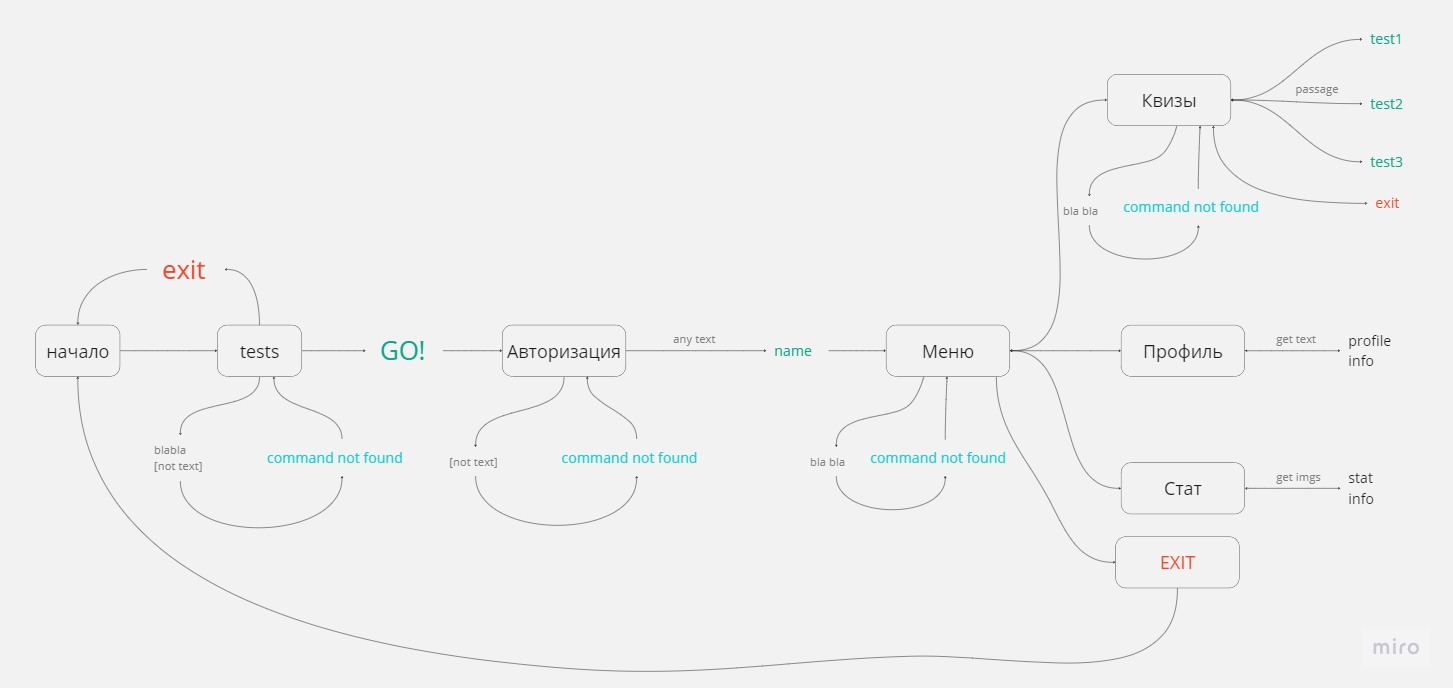 test1
Квизы
passage
test2
test3
bla bla
command not found
exit
exit
начало
tests
GO!
Авторизация
any text
name
Меню
Профиль
get text
profile
info
blabla
[not text]
command not found
[not text]
command not found
bla bla
command not found
Стат
get imgs
stat
info
EXIT
miro